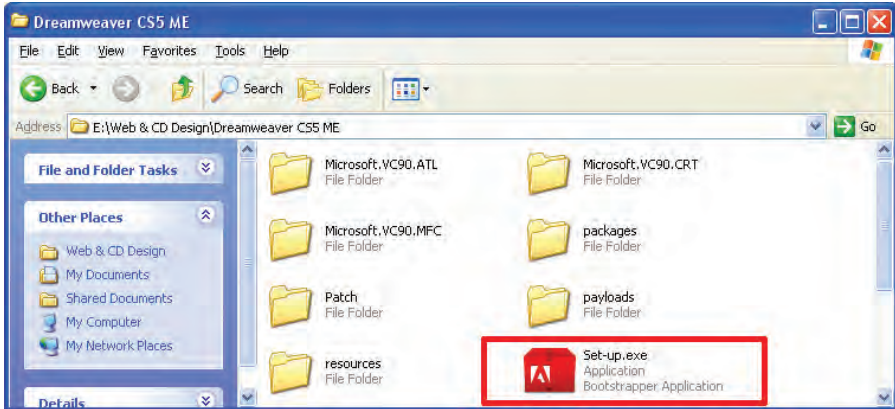 Dreamweaver CS5 ME
File Edit View Favorites Tools Help
Back Search Folders
Address E:\Web & CD Design\Dreamweaver CS5 ME Go
File and Folder Tasks
Other Places
Web & CD Design
My Documents
Shared Documents
My Computer
My Network Places
Details
Microsoft.VC90.ATL
File Folder
Microsoft.VC90.CRT
File Folder
Microsoft.VC90.MFC
File Folder
packages
File Folder
Patch
File Folder
payloads
File Folder
resources
File Folder
Set-up.exe
Application
Bootstrapper Application